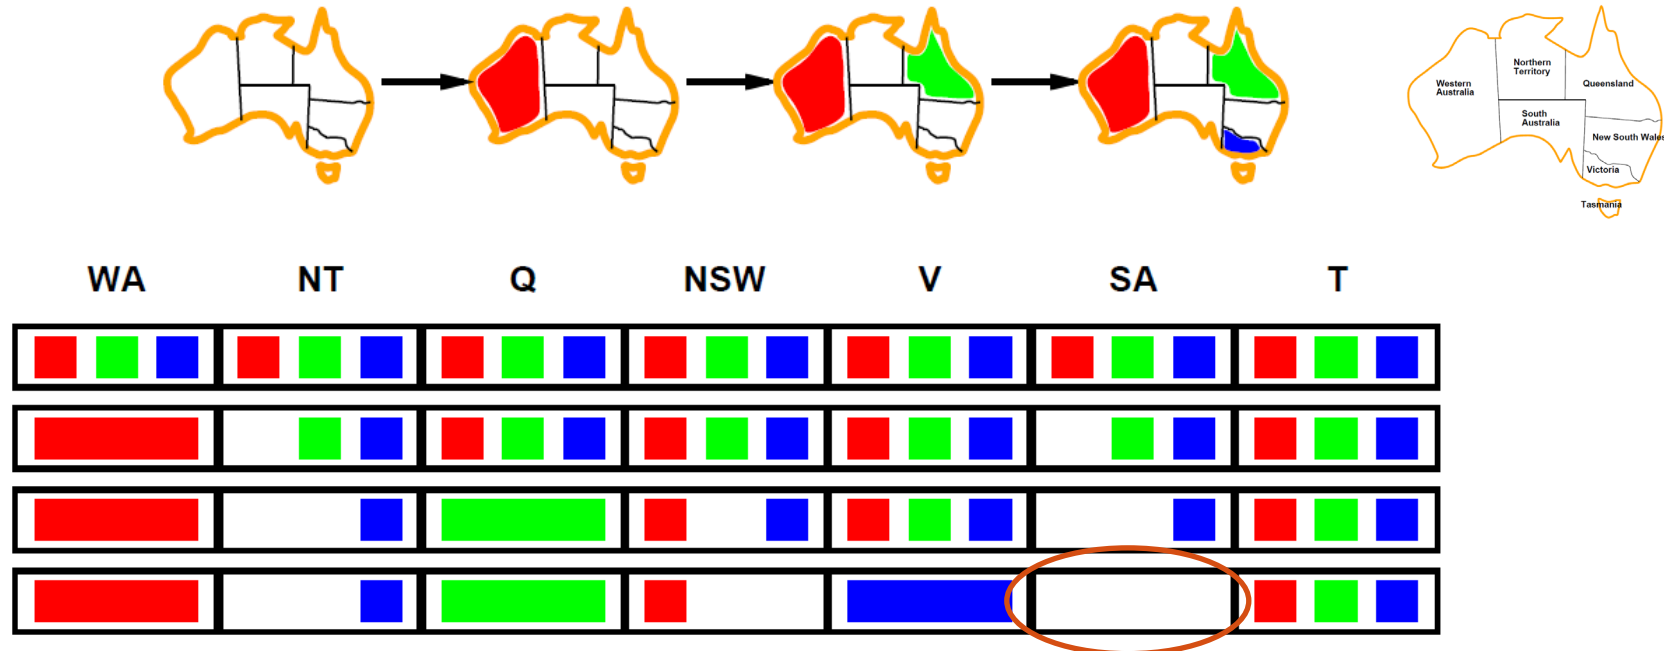 Western
Australia
Northern
Territory
Queensland
South
Australia
New South Wales
Victoria
Tasmania
WA NT Q NSW V SA T